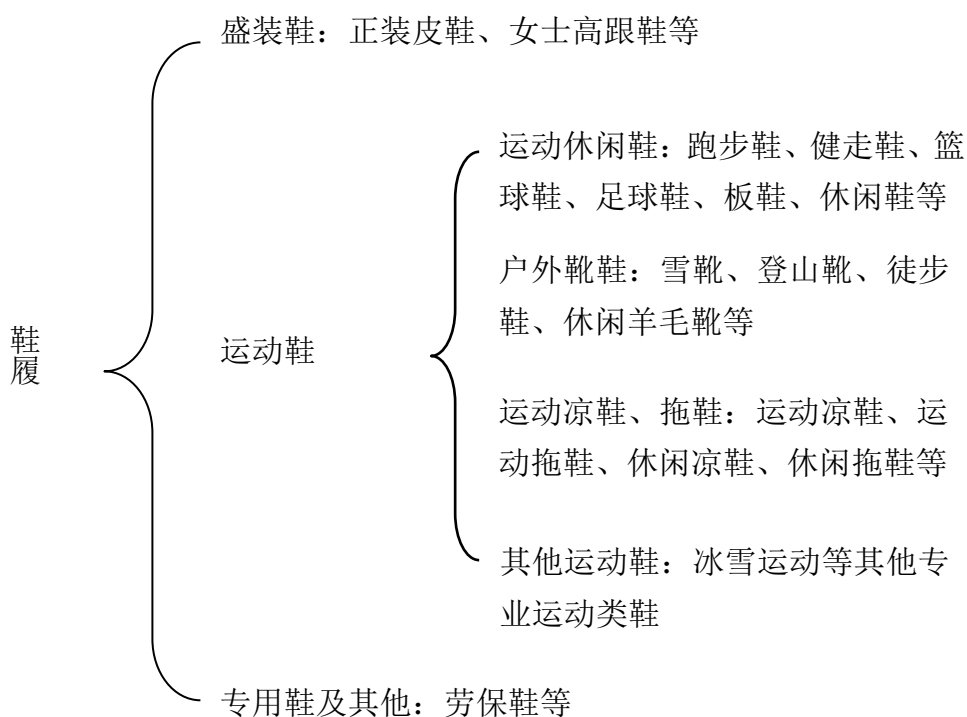 盛装鞋：正装皮鞋、女士高跟鞋等
运动休闲鞋：跑步鞋、健走鞋、篮
球鞋、足球鞋、板鞋、休闲鞋等
户外靴鞋：雪靴、登山靴、徒步
鞋、休闲羊毛靴等
鞋履
运动鞋
运动凉鞋、拖鞋：运动凉鞋、运
动拖鞋、休闲凉鞋、休闲拖鞋等
其他运动鞋：冰雪运动等其他专
业运动类鞋
专用鞋及其他：劳保鞋等